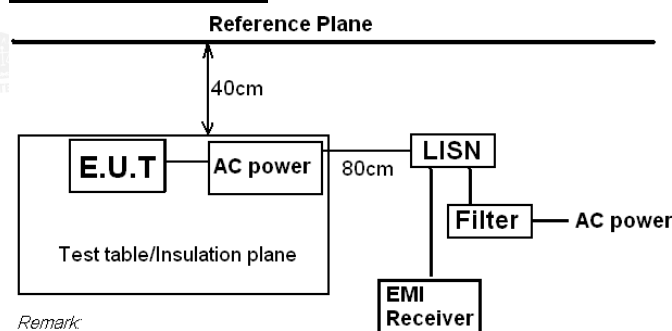 Reference Plane
40cm
E.U.T
AC power
80cm
LISN
Filter
AC power
Test table/Insulation plane
EMI
Receiver
Remark: